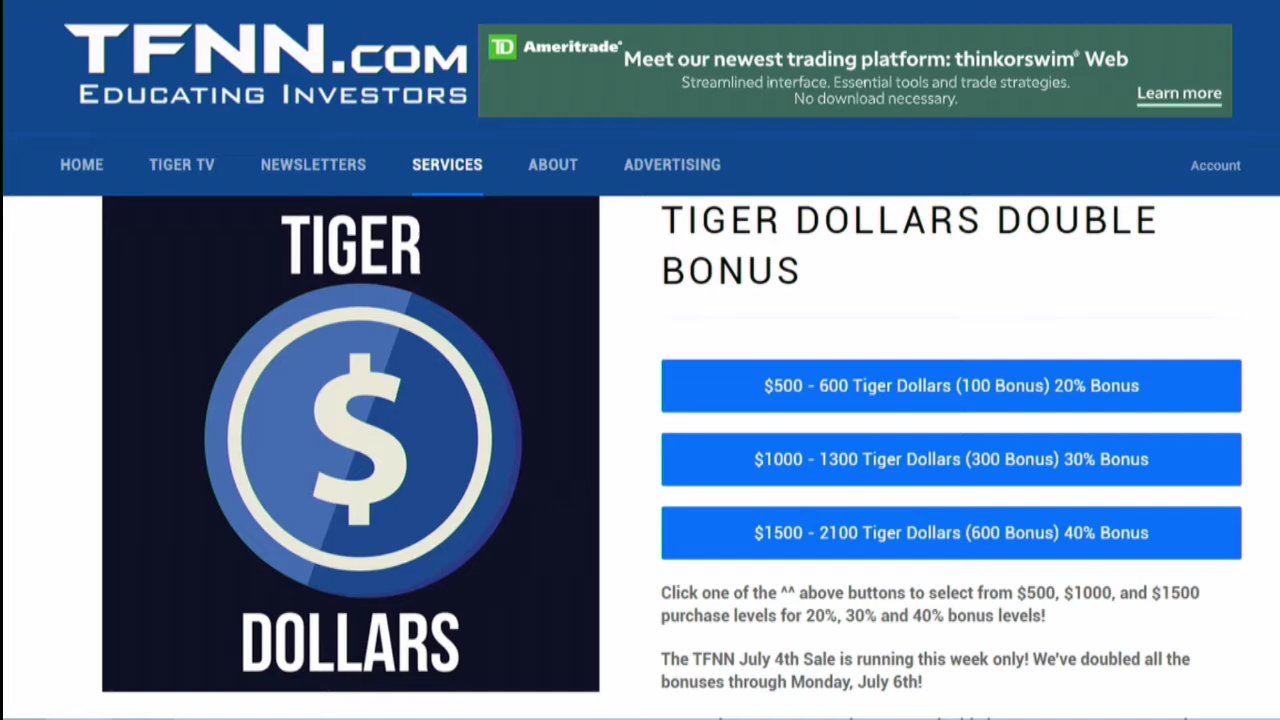 TFNN.COM
EDUCATING INVESTORS
TD Ameritrade®
Meet our newest trading platform: thinkorswim® Web
Streamlined interface. Essential tools and trade strategies.
No download necessary.
Learn more
HOME TIGER TV NEWSLETTERS SERVICES ABOUT ADVERTISING Account
TIGER
$
DOLLARS
TIGER DOLLARS DOUBLE
BONUS
$500 - 600 Tiger Dollars (100 Bonus) 20% Bonus
$1000 - 1300 Tiger Dollars (300 Bonus) 30% Bonus
$1500 - 2100 Tiger Dollars (600 Bonus) 40% Bonus
Click one of the ^^ above buttons to select from $500, $1000, and $1500
purchase levels for 20%, 30% and 40% bonus levels!
The TFNN July 4th Sale is running this week only! We've doubled all the
bonuses through Monday, July 6th!